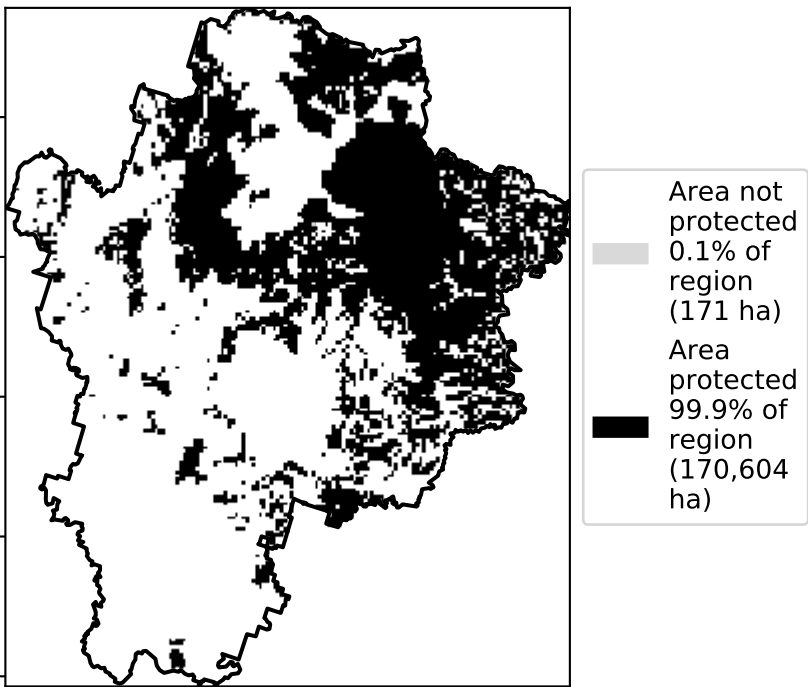 Area not
protected
0.1% of
region
(171 ha)
Area
protected
99.9% of
region
(170,604
ha)